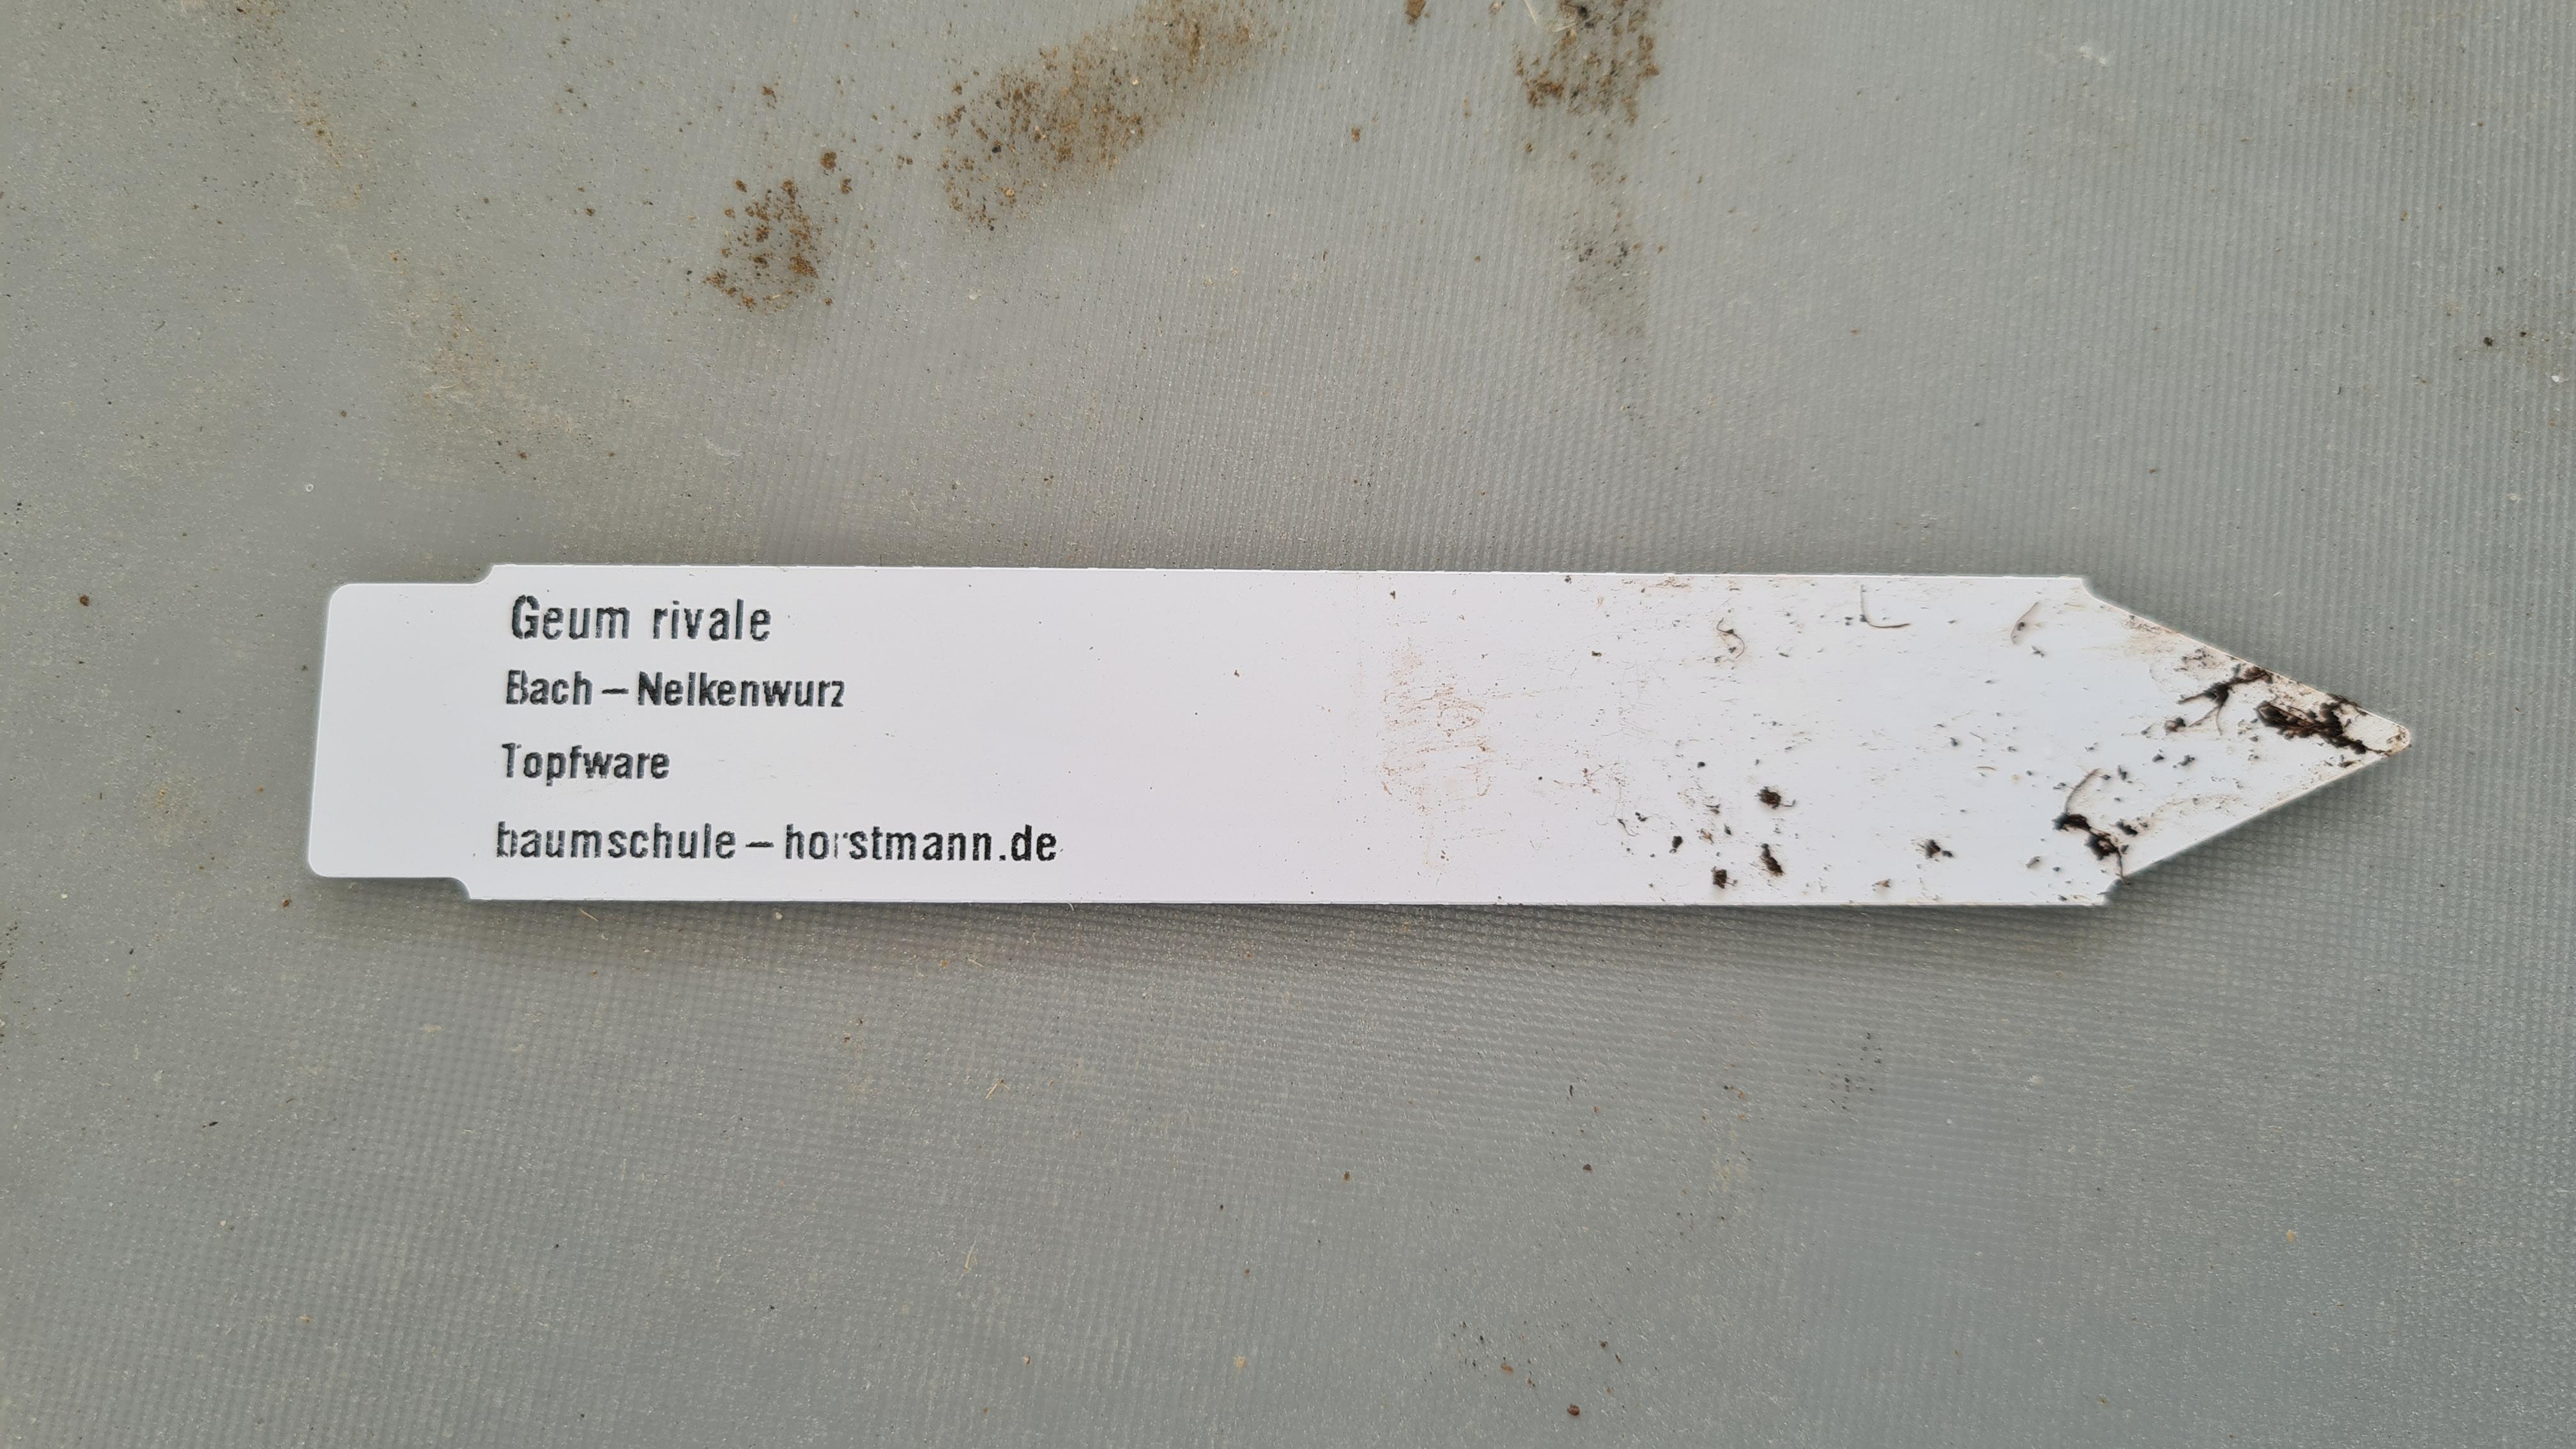 Geum rivale
Bach – Nelkenwurz
Topfware
baumschule – horstmann.de